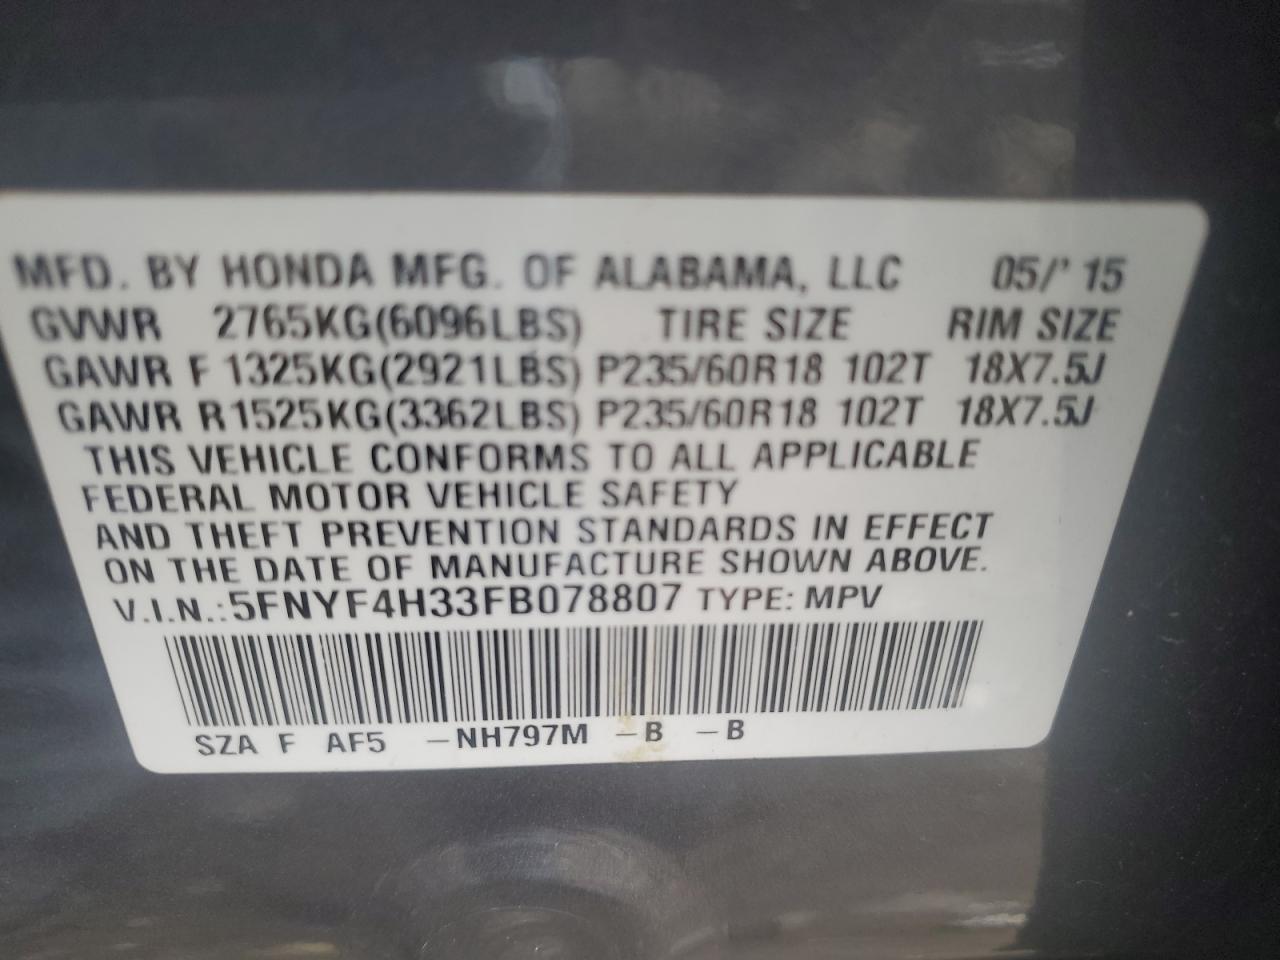 MFD. BY HONDA MFG. OF ALABAMA, LLC 05/' 15
GVWR 2765KG(6096LBS) TIRE SIZE RIM SIZE
GAWR F 1325KG(2921LBS) P235/60R18 102T 18X7.5J
GAWR R1525KG(3362LBS) P235/60R18 102T 18X7.5J
THIS VEHICLE CONFORMS TO ALL APPLICABLE
FEDERAL MOTOR VEHICLE SAFETY
AND THEFT PREVENTION STANDARDS IN EFFECT
ON THE DATE OF MANUFACTURE SHOWN ABOVE.
V.I.N.:5FNYF4H33FB078807 TYPE: MPV
SZA F AF5 -NH797M -B -B